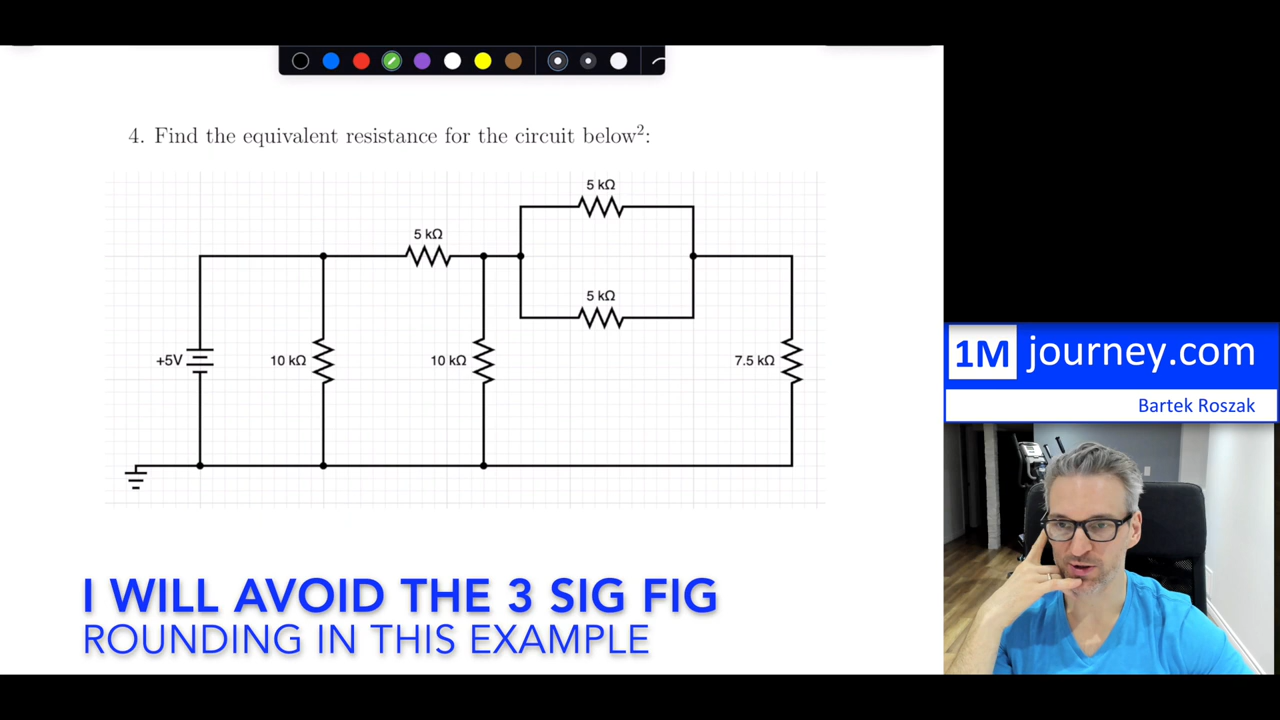 4. Find the equivalent resistance for the circuit below²:
5 kΩ
5 kΩ
5 kΩ
+5V
10 kΩ
10 kΩ
7.5 kΩ
1M journey.com
Bartek Roszak
I WILL AVOID THE 3 SIG FIG
ROUNDING IN THIS EXAMPLE